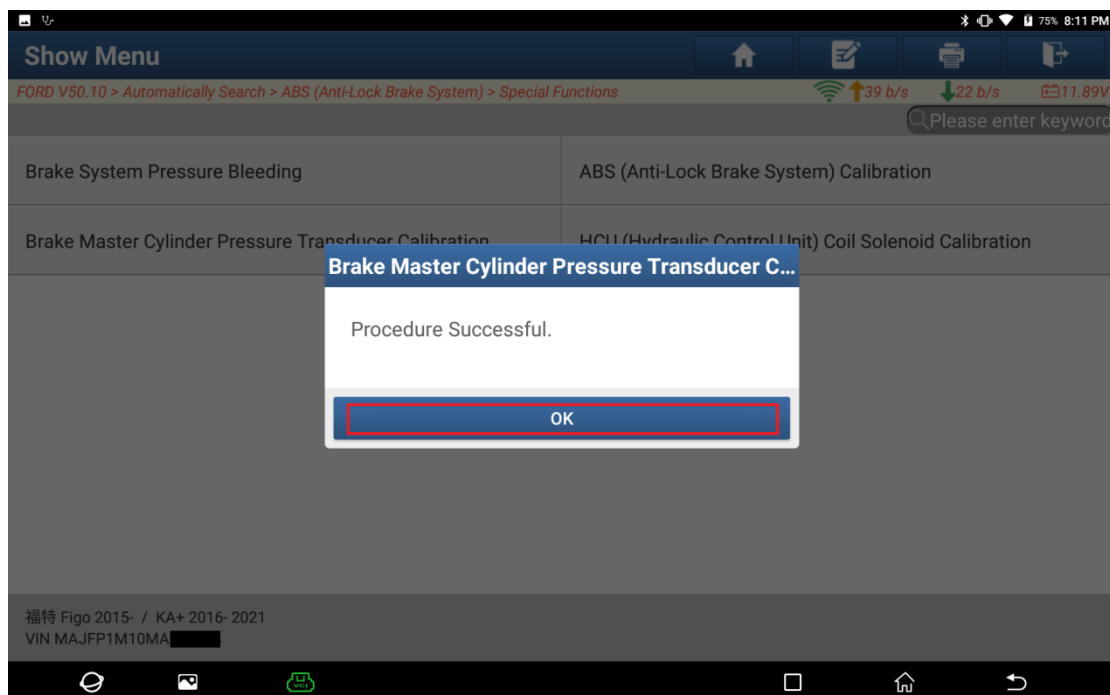 75% 8:11 PM
Show Menu
FORD V50.10 > Automatically Search > ABS (Anti-Lock Brake System) > Special Functions
39 b/s
22 b/s
11.89V
Please enter keyword
Brake System Pressure Bleeding
ABS (Anti-Lock Brake System) Calibration
Brake Master Cylinder Pressure Transducer Calibration
HCU (Hydraulic Control Unit) Coil Solenoid Calibration
Brake Master Cylinder Pressure Transducer C...
Procedure Successful.
OK
福特 Figo 2015- / KA+ 2016-2021
VIN MAJFP1M10MA
VCI